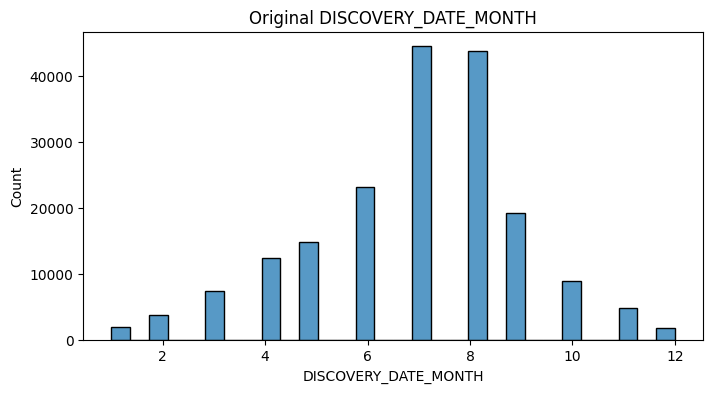 Original DISCOVERY_DATE_MONTH
40000
30000
20000
10000
0
Count
2 4 6 8 10 12
DISCOVERY_DATE_MONTH